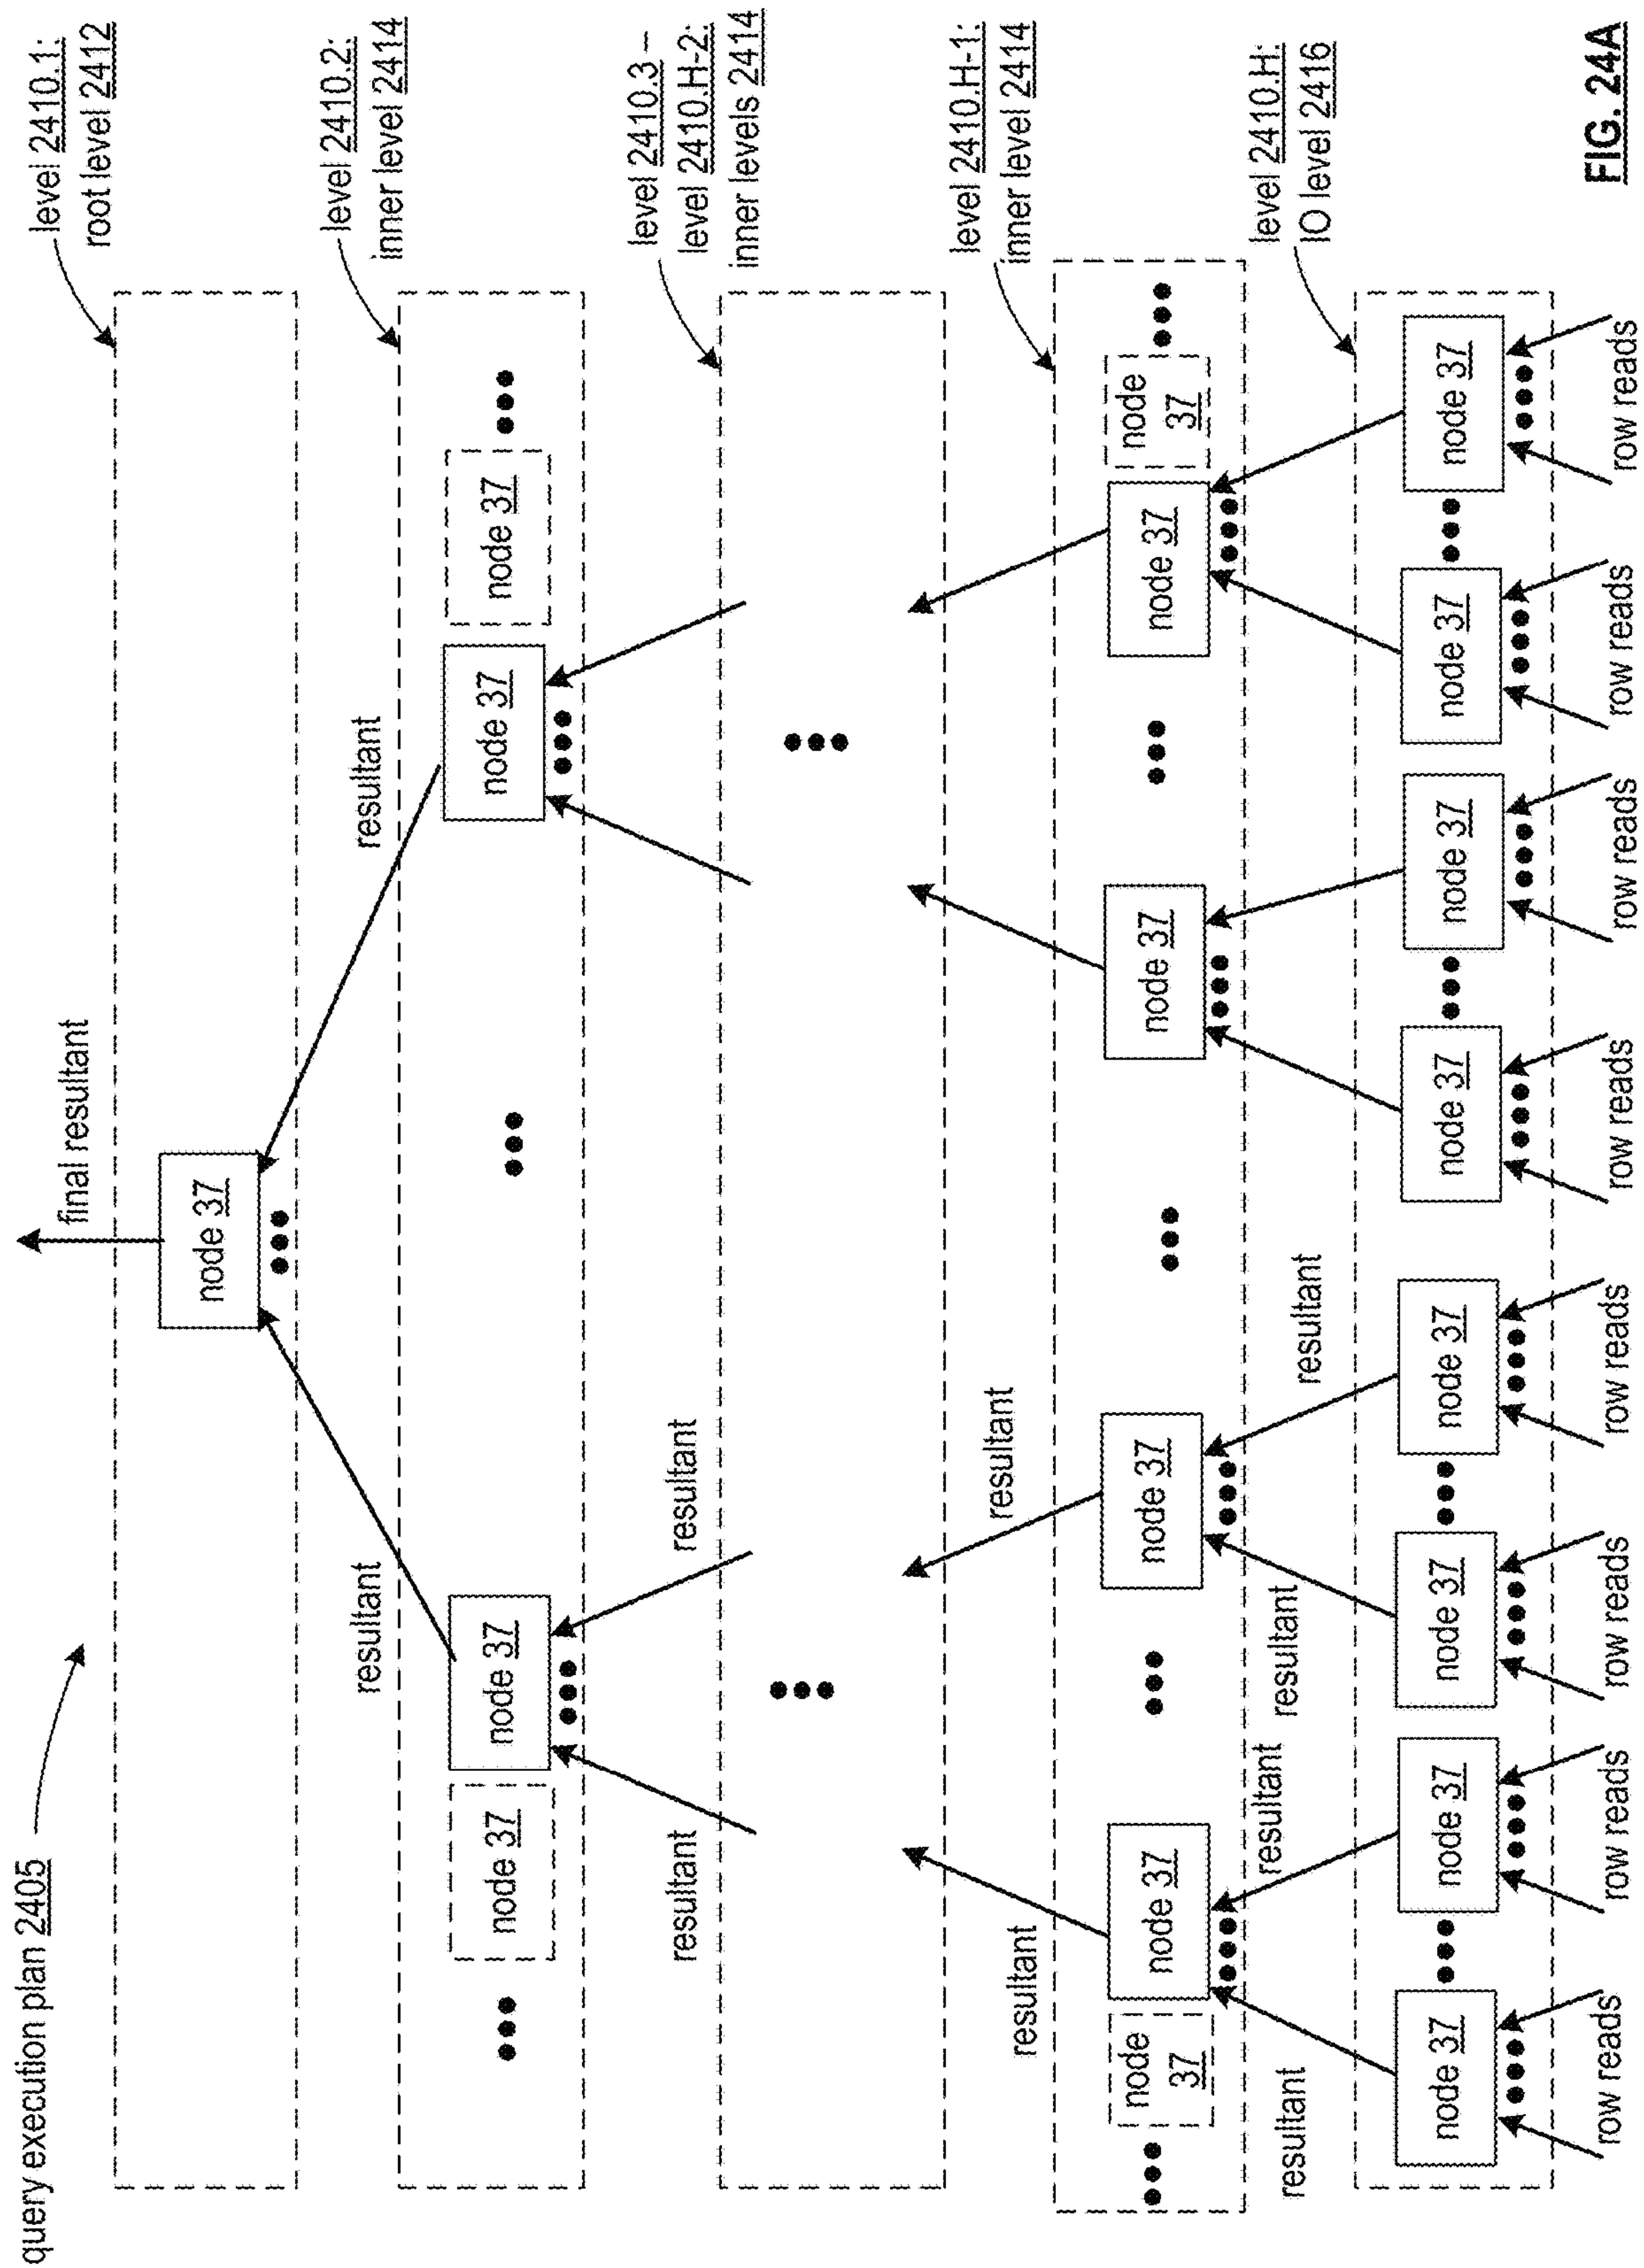 query execution plan 2405
final resultant
level 2410.1:
root level 2412
node 37
resultant
resultant
level 2410.2:
inner level 2414
node 37
node 37
node 37
node 37
resultant
resultant
level 2410.3 –
level 2410.H-2:
inner levels 2414
resultant
resultant
level 2410.H-1:
inner level 2414
node
37
node 37
node 37
node 37
node 37
node
37
resultant
resultant
resultant
resultant
level 2410.H:
IO level 2416
node 37
node 37
node 37
node 37
node 37
node 37
node 37
node 37
row reads
row reads
row reads
row reads
row reads
row reads
row reads
row reads
FIG. 24A